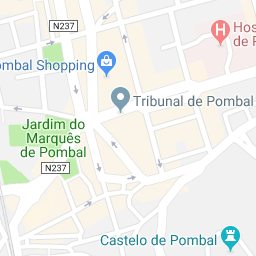 N237
Hos
de P
ombal Shopping
Tribunal de Pombal
Jardim do
Marquês
de Pombal
N237
Castelo de Pombal